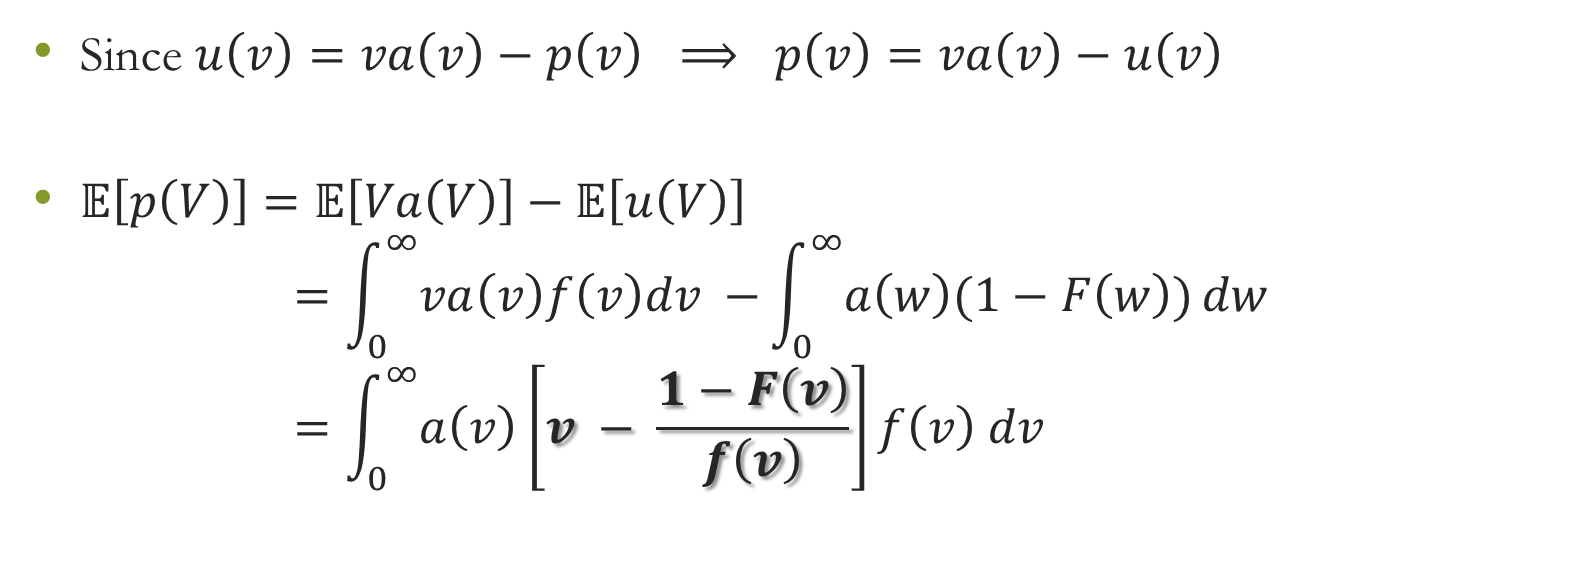 • Since u(v) = va(v) − p(v) ⟹ p(v) = va(v) − u(v)
• 𝔼[p(V)] = 𝔼[Va(V)] − 𝔼[u(V)]
= ∫₀^∞ va(v)f(v)dv − ∫₀^∞ a(w)(1 − F(w)) dw
= ∫₀^∞ a(v) [v − (1 − F(v))/f(v)] f(v) dv